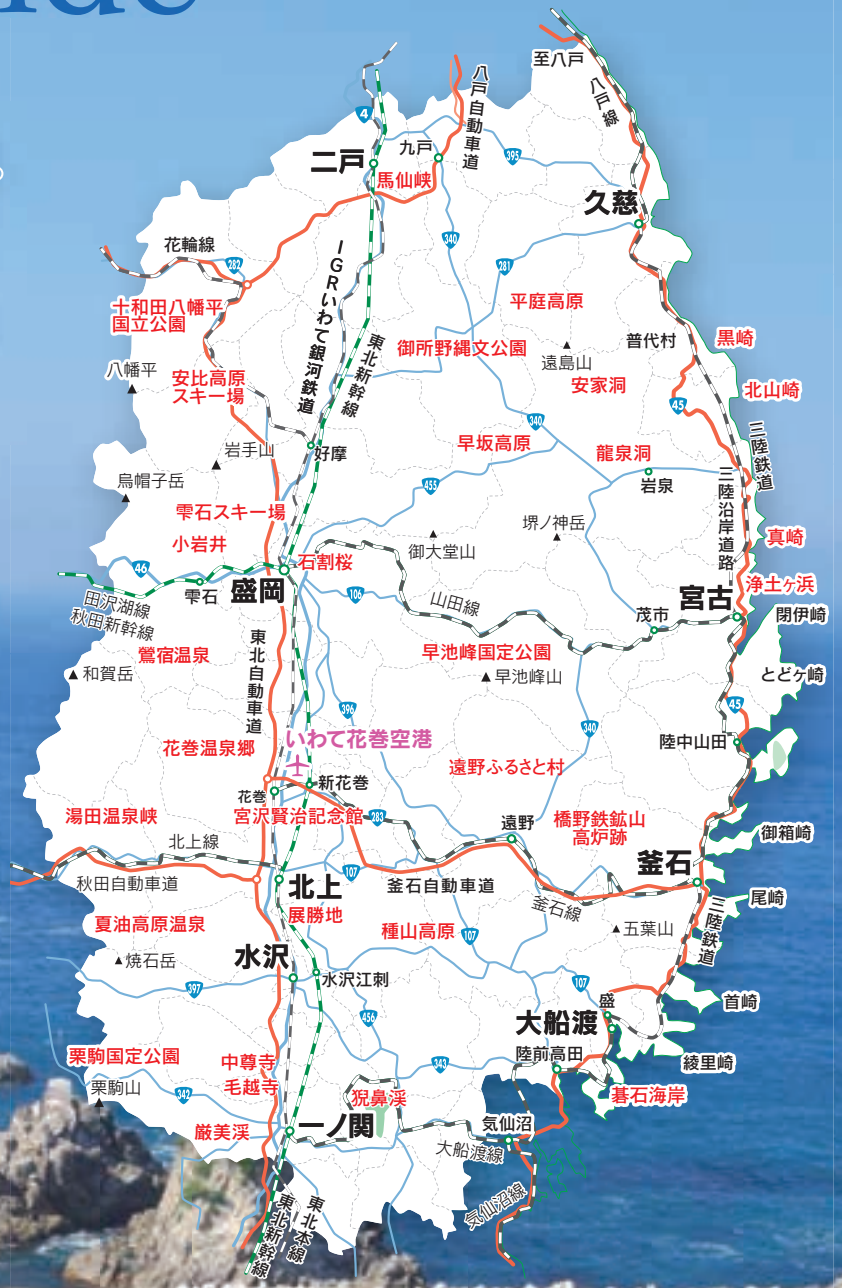 至八戸
八戸線
八戸自動車道
4
九戸
395
二戸
馬仙峡
久慈
花輪線
282
340
281
IGRいわて銀河鉄道
東北新幹線
十和田八幡平
国立公園
平庭高原
御所野縄文公園
遠島山
普代村
黒崎
八幡平
安比高原
スキー場
安家洞
45
北山崎
340
三陸鉄道
早坂高原
龍泉洞
岩手山
好摩
岩泉
三陸沿岸道路
烏帽子岳
455
雫石スキー場
堺ノ神岳
真崎
小岩井
御大堂山
石割桜
46
雫石
盛岡
106
山田線
浄土ヶ浜
宮古
茂市
閉伊崎
田沢湖線
秋田新幹線
鶯宿温泉
東北自動車道
早池峰国定公園
和賀岳
早池峰山
とどヶ崎
396
45
340
陸中山田
花巻温泉郷
いわて花巻空港
遠野ふるさと村
新花巻
花巻
宮沢賢治記念館
283
湯田温泉峡
遠野
橋野鉄鉱山
高炉跡
御箱崎
北上線
釜石
107
秋田自動車道
北上
釜石自動車道
釜石線
尾崎
展勝地
三陸鉄道
夏油高原温泉
種山高原
107
五葉山
焼石岳
水沢
水沢江刺
397
107
盛
首崎
456
大船渡
陸前高田
綾里崎
栗駒国定公園
中尊寺
毛越寺
343
栗駒山
342
猊鼻渓
碁石海岸
厳美渓
一ノ関
気仙沼
大船渡線
気仙沼線
東北本線
東北新幹線